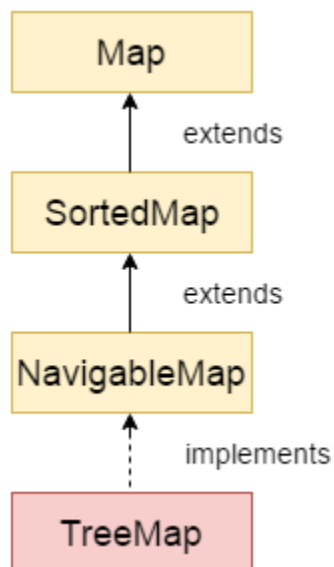 Map
extends
SortedMap
extends
NavigableMap
implements
TreeMap